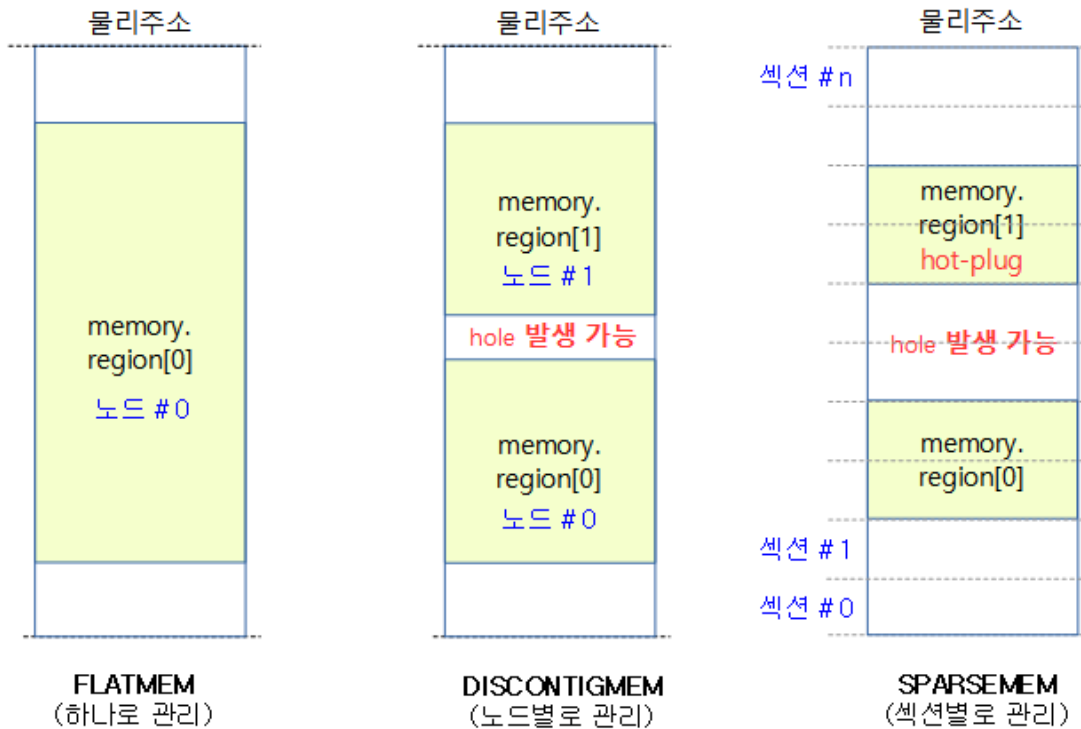 물리주소
memory.
region[0]
노드 #0
FLATMEM
(하나로 관리)
물리주소
memory.
region[1]
노드 #1
hole 발생 가능
memory.
region[0]
노드 #0
DISCONTIGMEM
(노드별로 관리)
물리주소
섹션 #n
memory.
region[1]
hot-plug
hole 발생 가능
memory.
region[0]
섹션 #1
섹션 #0
SPARSEMEM
(섹션별로 관리)